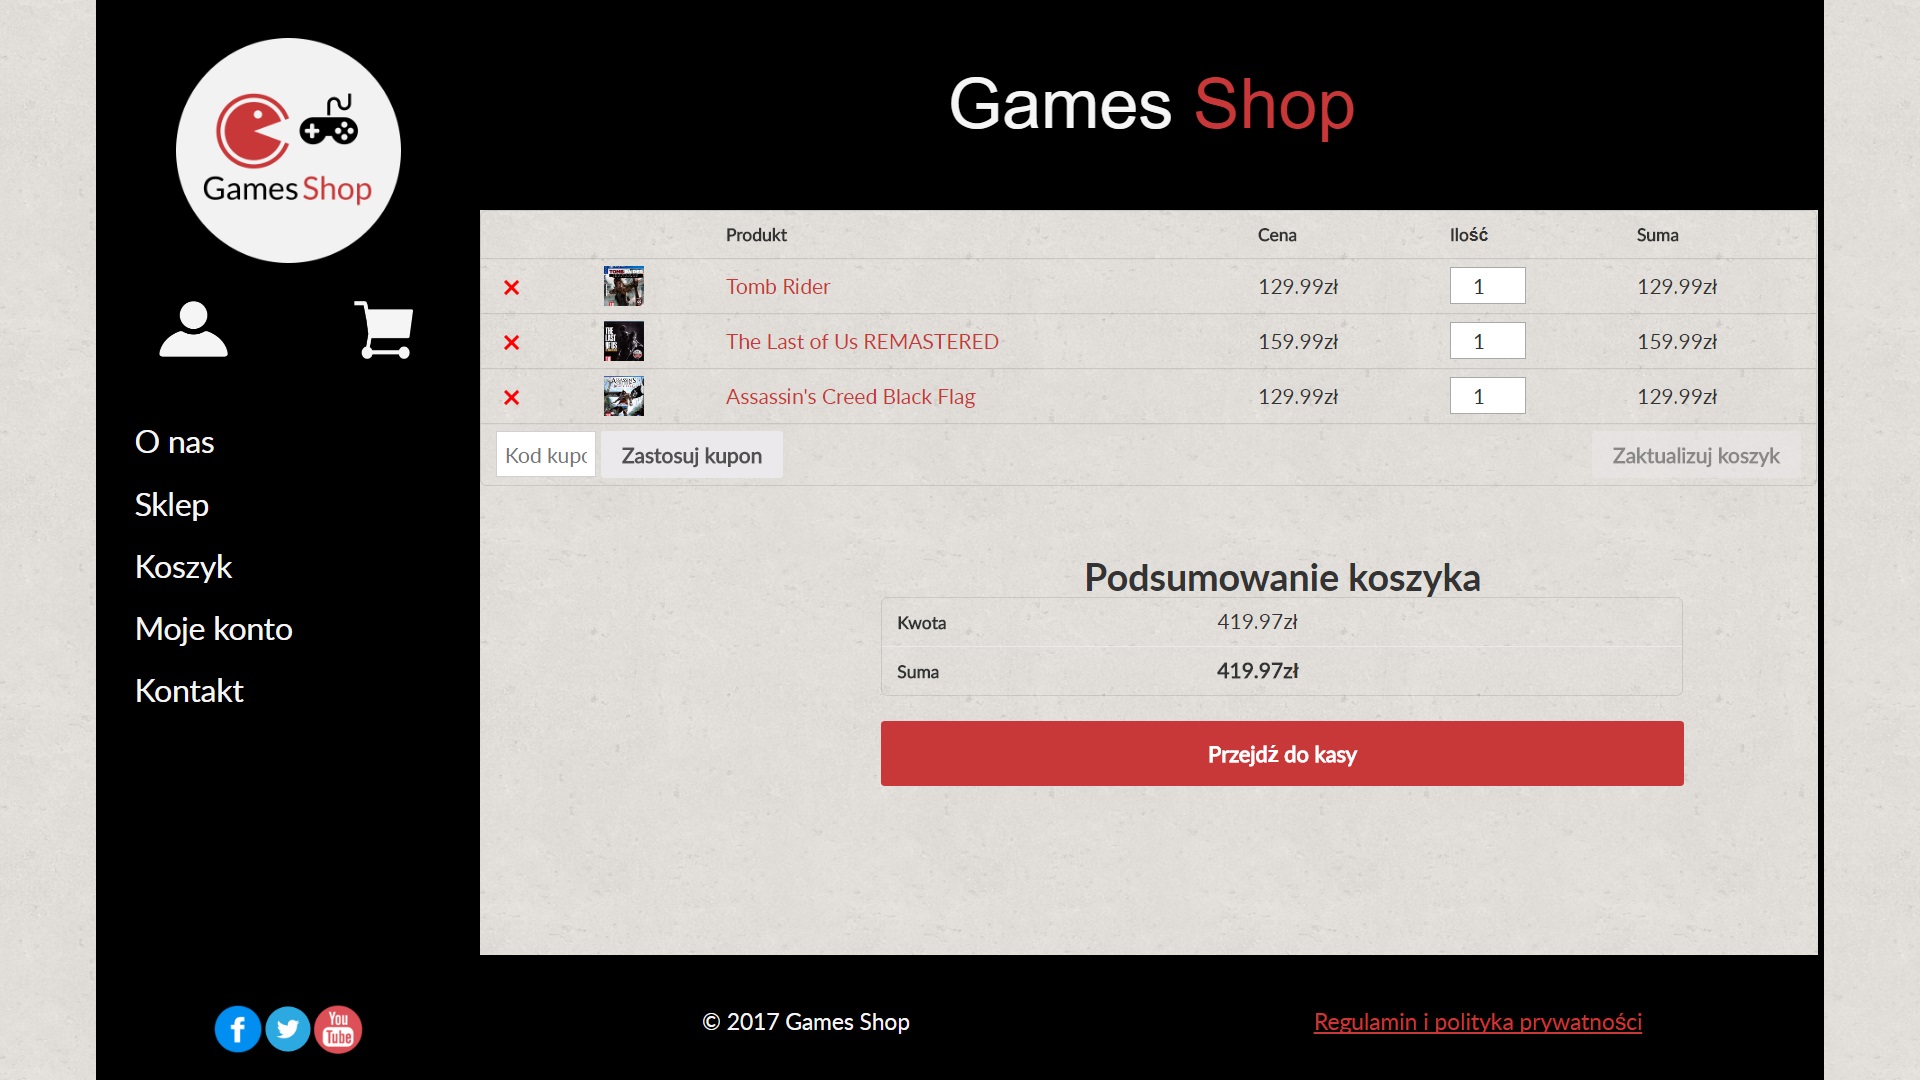 Games Shop
Games Shop
O nas
Sklep
Koszyk
Moje konto
Kontakt
Produkt Cena Ilość Suma
Tomb Rider 129.99zł 1 129.99zł
The Last of Us REMASTERED 159.99zł 1 159.99zł
Assassin's Creed Black Flag 129.99zł 1 129.99zł
Kod kupo Zastosuj kupon Zaktualizuj koszyk
Podsumowanie koszyka
Kwota 419.97zł
Suma 419.97zł
Przejdź do kasy
You
Tube
© 2017 Games Shop
Regulamin i polityka prywatności